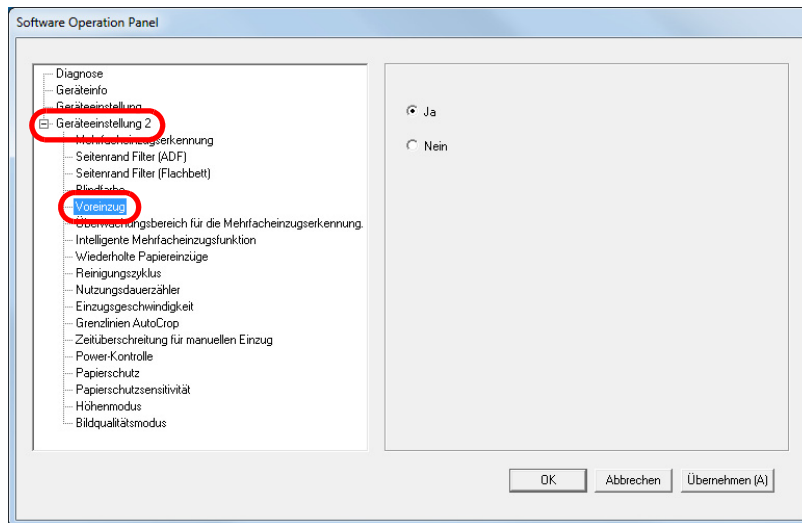 Software Operation Panel
Diagnose
Geräteinfo
Geräteeinstellung
Geräteeinstellung 2
Mehrfacheinzugserkennung
Seitenrand Filter (ADF)
Seitenrand Filter (Flachbett)
Blindfarbe
Voreinzug
Überwachungsbereich für die Mehrfacheinzugserkennung.
Intelligente Mehrfacheinzugsfunktion
Wiederholte Papiereinzüge
Reinigungszyklus
Nutzungsdauerzähler
Einzugsgeschwindigkeit
Grenzlinien AutoCrop
Zeitüberschreitung für manuellen Einzug
Power-Kontrolle
Papierschutz
Papierschutzsensitivität
Höhenmodus
Bildqualitätsmodus
Ja
Nein
OK
Abbrechen
Übernehmen (A)